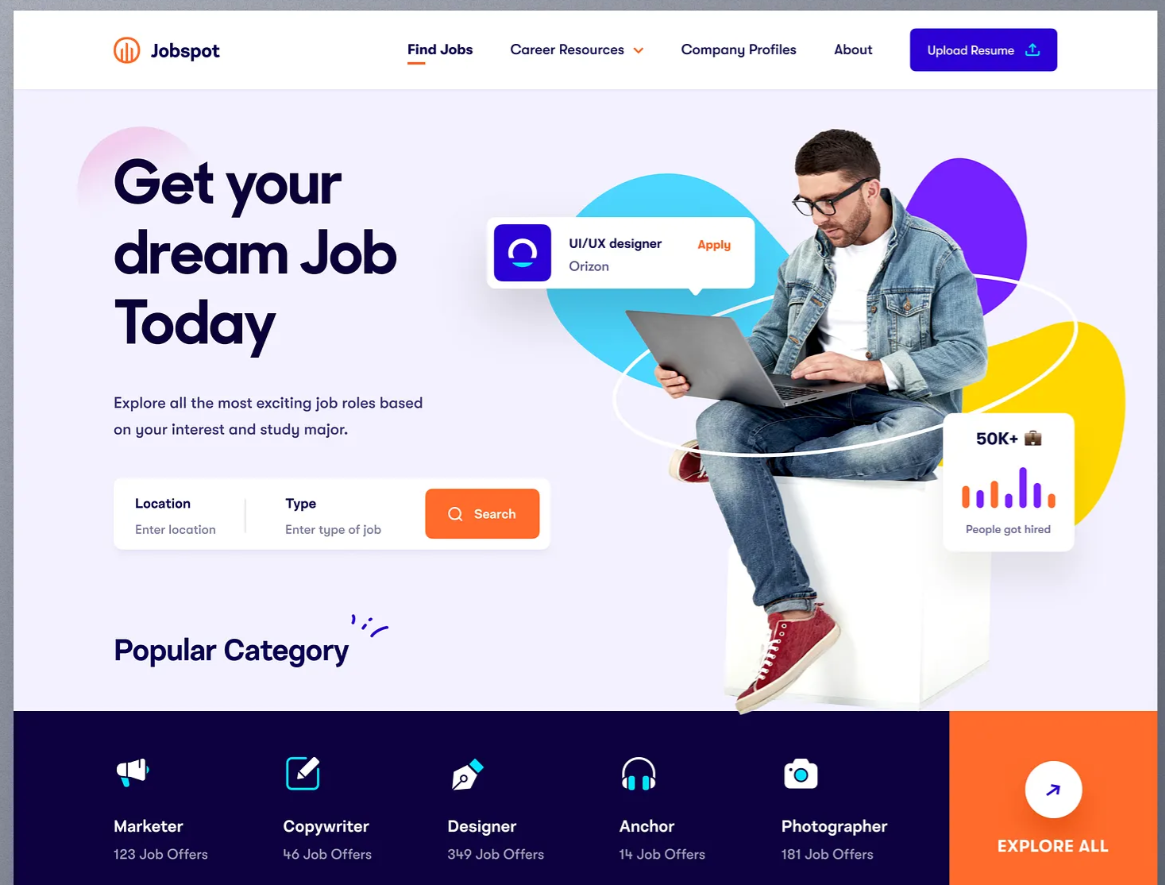 Jobspot
Find Jobs
Career Resources
Company Profiles
About
Upload Resume
Get your
dream Job
Today
UI/UX designer
Apply
Orizon
Explore all the most exciting job roles based
on your interest and study major.
50K+
People got hired
Location
Type
Enter location
Enter type of job
Search
Popular Category
Marketer
123 Job Offers
Copywriter
46 Job Offers
Designer
349 Job Offers
Anchor
14 Job Offers
Photographer
181 Job Offers
EXPLORE ALL